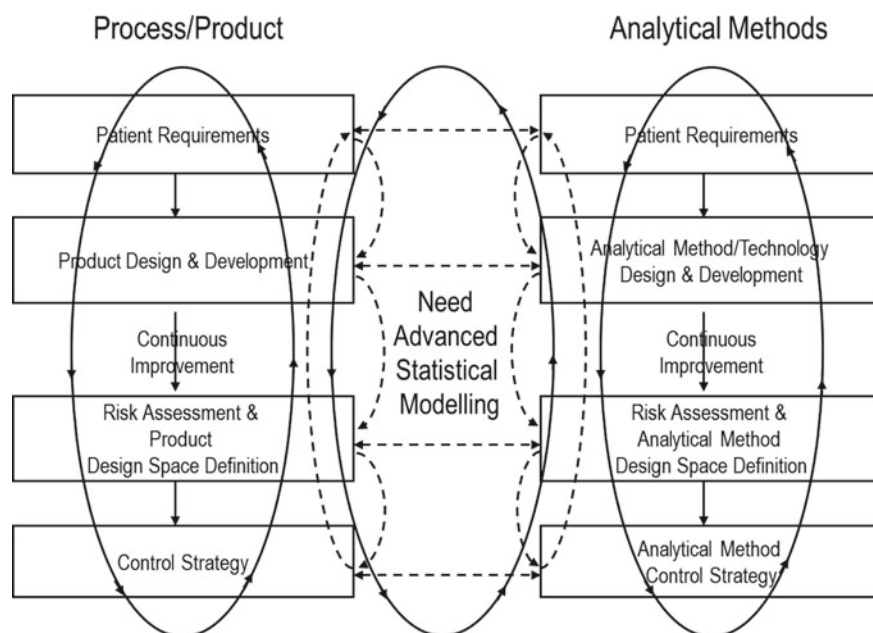 Process/Product
Analytical Methods
Patient Requirements
Patient Requirements
Product Design & Development
Analytical Method/Technology
Design & Development
Need
Advanced
Statistical
Modelling
Continuous
Improvement
Continuous
Improvement
Risk Assessment &
Product
Design Space Definition
Risk Assessment &
Analytical Method
Design Space Definition
Control Strategy
Analytical Method
Control Strategy